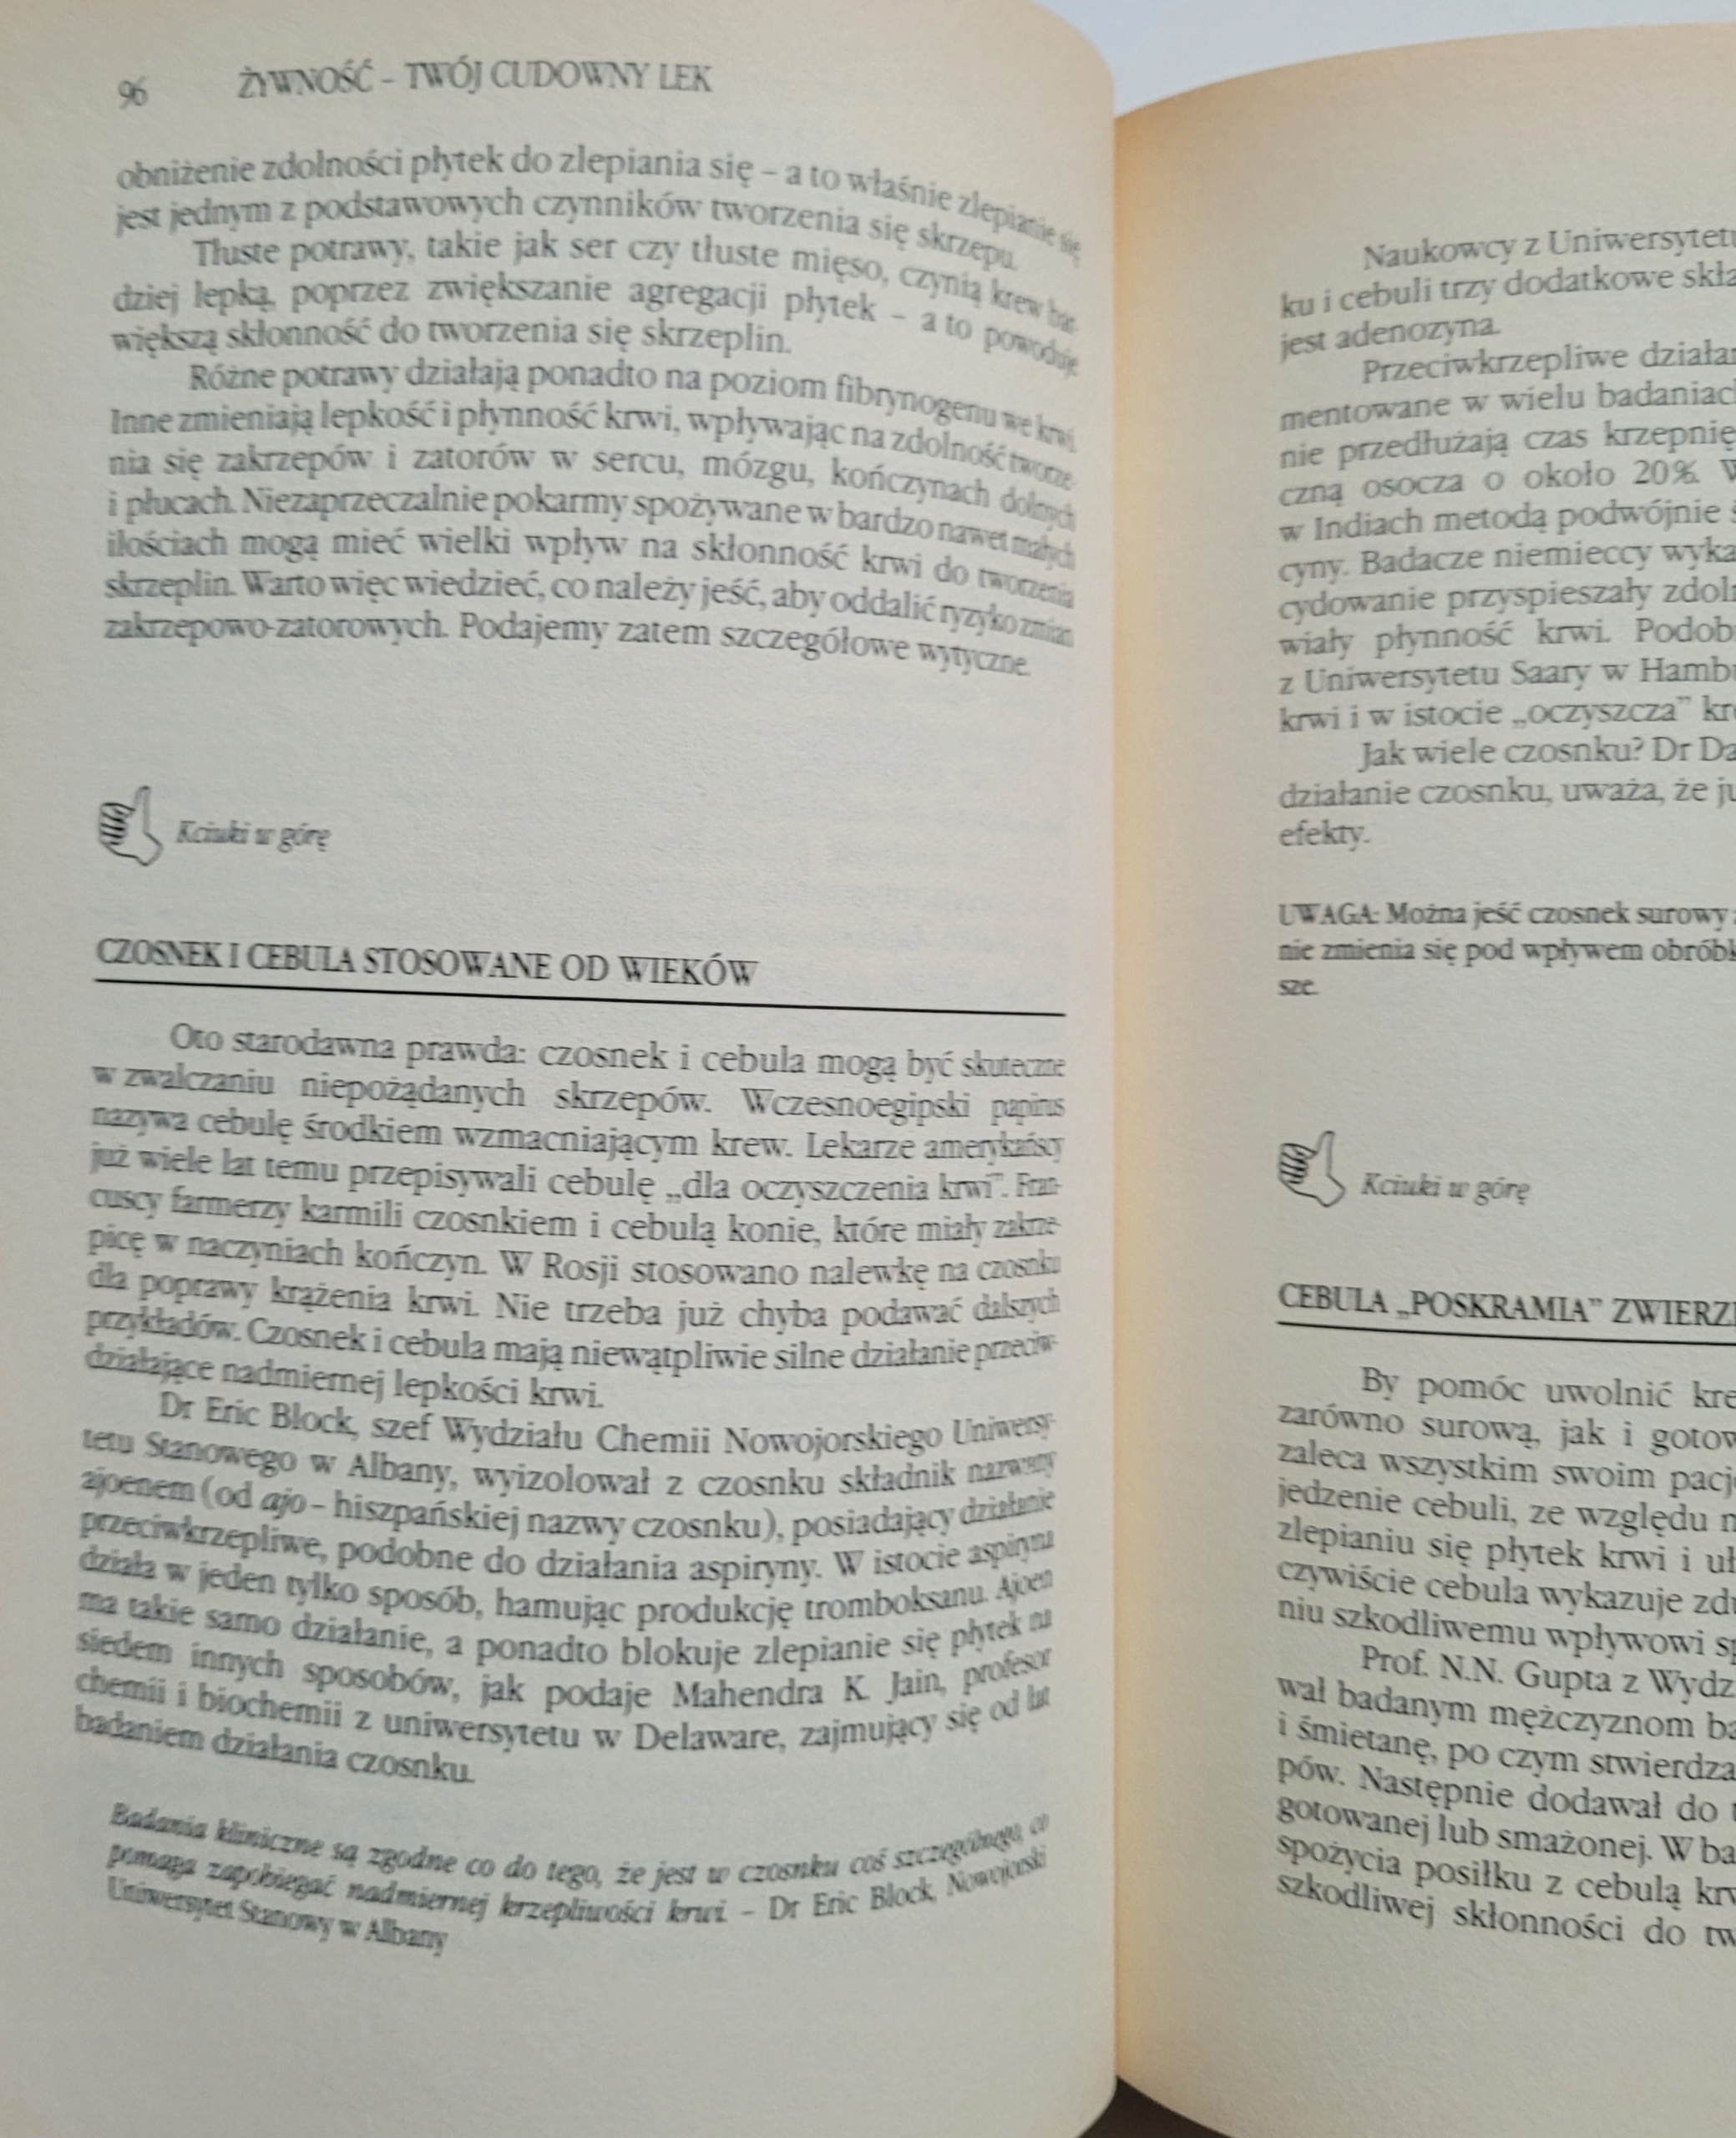 96 ŻYWNOŚĆ – TWÓJ CUDOWNY LEK
obniżenie zdolności płytek do zlepiania się – a to właśnie zlepianie się
jest jednym z podstawowych czynników tworzenia się skrzepu.
Tłuste potrawy, takie jak ser czy tłuste mięso, czynią krew bar-
dziej lepką, poprzez zwiększanie agregacji płytek – a to powoduje
większą skłonność do tworzenia się skrzeplin.
Różne potrawy działają ponadto na poziom fibrynogenu we krwi.
Inne zmieniają lepkość i płynność krwi, wpływając na zdolność tworze-
nia się zakrzepów i zatorów w sercu, mózgu, kończynach dolnych
i płucach. Niezaprzeczalnie pokarmy spożywane w bardzo nawet małych
ilościach mogą mieć wielki wpływ na skłonność krwi do tworzenia
skrzeplin. Warto więc wiedzieć, co należy jeść, aby oddalić ryzyko zmian
zakrzepowo-zatorowych. Podajemy zatem szczegółowe wytyczne.
Kciuki w górę
CZOSNEK I CEBULA STOSOWANE OD WIEKÓW
Oto starodawna prawda: czosnek i cebula mogą być skuteczne
w zwalczaniu niepożądanych skrzepów. Wczesnoegipski papirus
nazywa cebulę środkiem wzmacniającym krew. Lekarze amerykańscy
już wiele lat temu przepisywali cebulę „dla oczyszczenia krwi”. Fran-
cuscy farmerzy karmili czosnkiem i cebulą konie, które miały zakrze-
picę w naczyniach kończyn. W Rosji stosowano nalewkę na czosnku
dla poprawy krążenia krwi. Nie trzeba już chyba podawać dalszych
przykładów. Czosnek i cebula mają niewątpliwie silne działanie przeciw-
działające nadmiernej lepkości krwi.
Dr Eric Block, szef Wydziału Chemii Nowojorskiego Uniwersy-
tetu Stanowego w Albany, wyizolował z czosnku składnik nazwany
ajoenem (od ajo – hiszpańskiej nazwy czosnku), posiadający działanie
przeciwkrzepliwe, podobne do działania aspiryny. W istocie aspiryna
działa w jeden tylko sposób, hamując produkcję tromboksanu. Ajoen
ma takie samo działanie, a ponadto blokuje zlepianie się płytek na
siedem innych sposobów, jak podaje Mahendra K. Jain, profesor
chemii i biochemii z uniwersytetu w Delaware, zajmujący się od lat
badaniem działania czosnku.
Badania kliniczne są zgodne co do tego, że jest w czosnku coś szczególnego, co
pomaga zapobiegać nadmiernej krzepliwości krwi. – Dr Eric Block, Nowojorski
Uniwersytet Stanowy w Albany
Naukowcy z Uniwersytetu
ku i cebuli trzy dodatkowe skła
jest adenozyna.
Przeciwkrzepliwe działan
mentowane w wielu badaniach
nie przedłużają czas krzepnię
czną osocza o około 20%. W
w Indiach metodą podwójnie ś
cyny. Badacze niemieccy wyka
cydowanie przyspieszały zdoln
wiały płynność krwi. Podob
z Uniwersytetu Saary w Hambu
krwi i w istocie „oczyszcza” kre
Jak wiele czosnku? Dr Da
działanie czosnku, uważa, że ju
efekty.
UWAGA: Można jeść czosnek surowy
nie zmienia się pod wpływem obróbk
sze.
Kciuki w górę
CEBULA „POSKRAMIA” ZWIERZ
By pomóc uwolnić kre
zarówno surową, jak i gotow
zaleca wszystkim swoim pacje
jedzenie cebuli, ze względu n
zlepianiu się płytek krwi i uł
czywiście cebula wykazuje zdu
niu szkodliwemu wpływowi sp
Prof. N.N. Gupta z Wydz
wał badanym mężczyznom ba
i śmietanę, po czym stwierdza
pów. Następnie dodawał do t
gotowanej lub smażonej. W ba
spożycia posiłku z cebulą krw
szkodliwej skłonności do tw